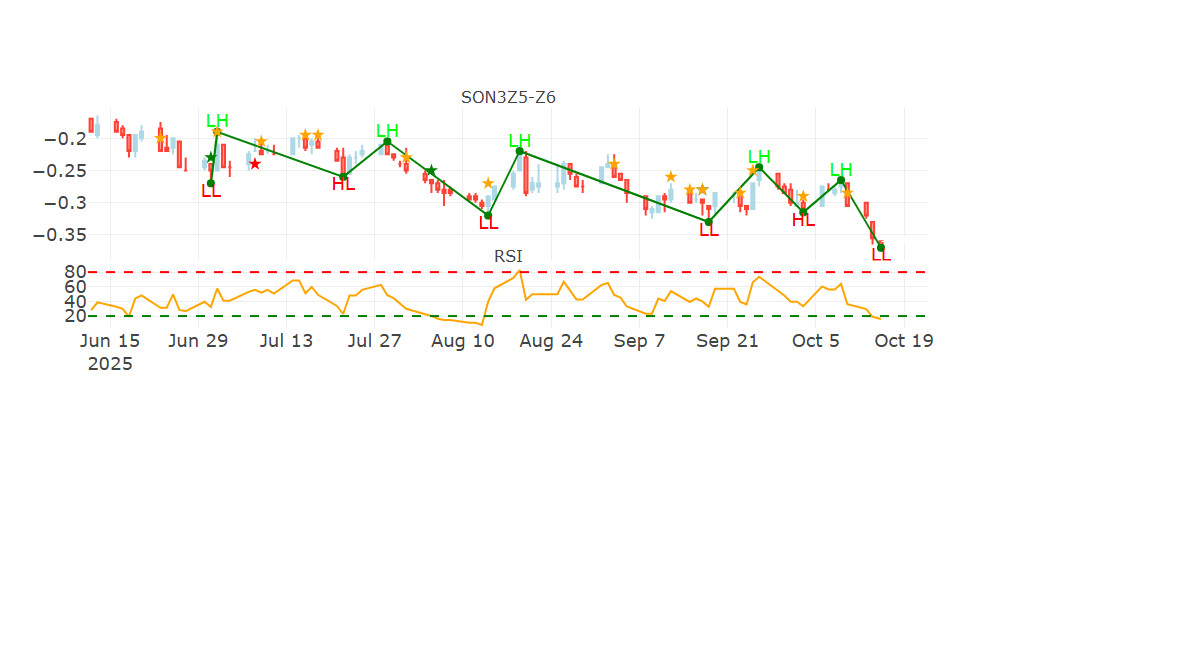 SON3Z5-Z6
LH
LH
LH
LH
LH
LL
HL
LL
LL
HL
LL
−0.2
−0.25
−0.3
−0.35
RSI
80
60
40
20
Jun 15 Jun 29 Jul 13 Jul 27 Aug 10 Aug 24 Sep 7 Sep 21 Oct 5 Oct 19
2025